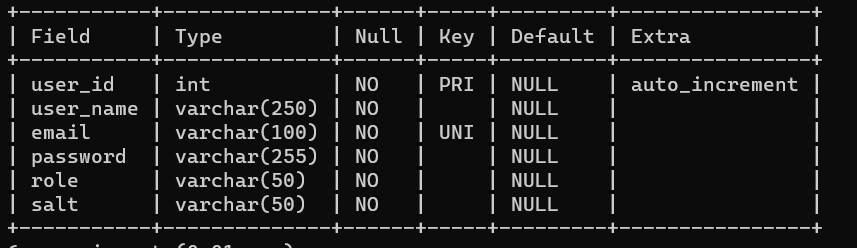 +-----------+--------------+------+-----+---------+----------------+
| Field     | Type         | Null | Key | Default | Extra          |
+-----------+--------------+------+-----+---------+----------------+
| user_id   | int          | NO   | PRI | NULL    | auto_increment |
| user_name | varchar(250) | NO   |     | NULL    |                |
| email     | varchar(100) | NO   | UNI | NULL    |                |
| password  | varchar(255) | NO   |     | NULL    |                |
| role      | varchar(50)  | NO   |     | NULL    |                |
| salt      | varchar(50)  | NO   |     | NULL    |                |
+-----------+--------------+------+-----+---------+----------------+